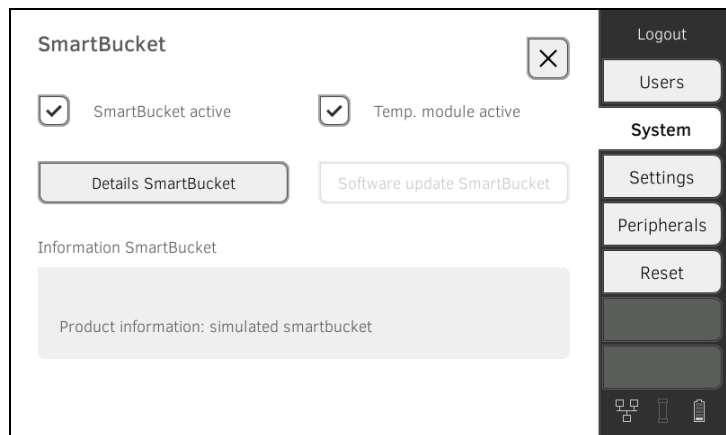 SmartBucket
SmartBucket active
Temp. module active
Details SmartBucket
Software update SmartBucket
Information SmartBucket
Product information: simulated smartbucket
Logout
Users
System
Settings
Peripherals
Reset